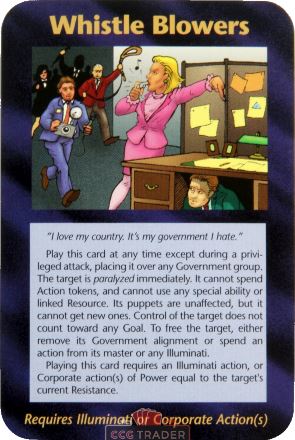 Whistle Blowers
"I love my country. It's my government I hate."
Play this card at any time except during a privi-
leged attack, placing it over any Government group.
The target is paralyzed immediately. It cannot spend
Action tokens, and cannot use any special ability or
linked Resource. Its puppets are unaffected, but it
cannot get new ones. Control of the target does not
count toward any Goal. To free the target, either
remove its Government alignment or spend an
action from its master or any Illuminati.
Playing this card requires an Illuminati action, or
Corporate action(s) of Power equal to the target's
current Resistance.
Requires Illuminati or Corporate Action(s)
CCG TRADER